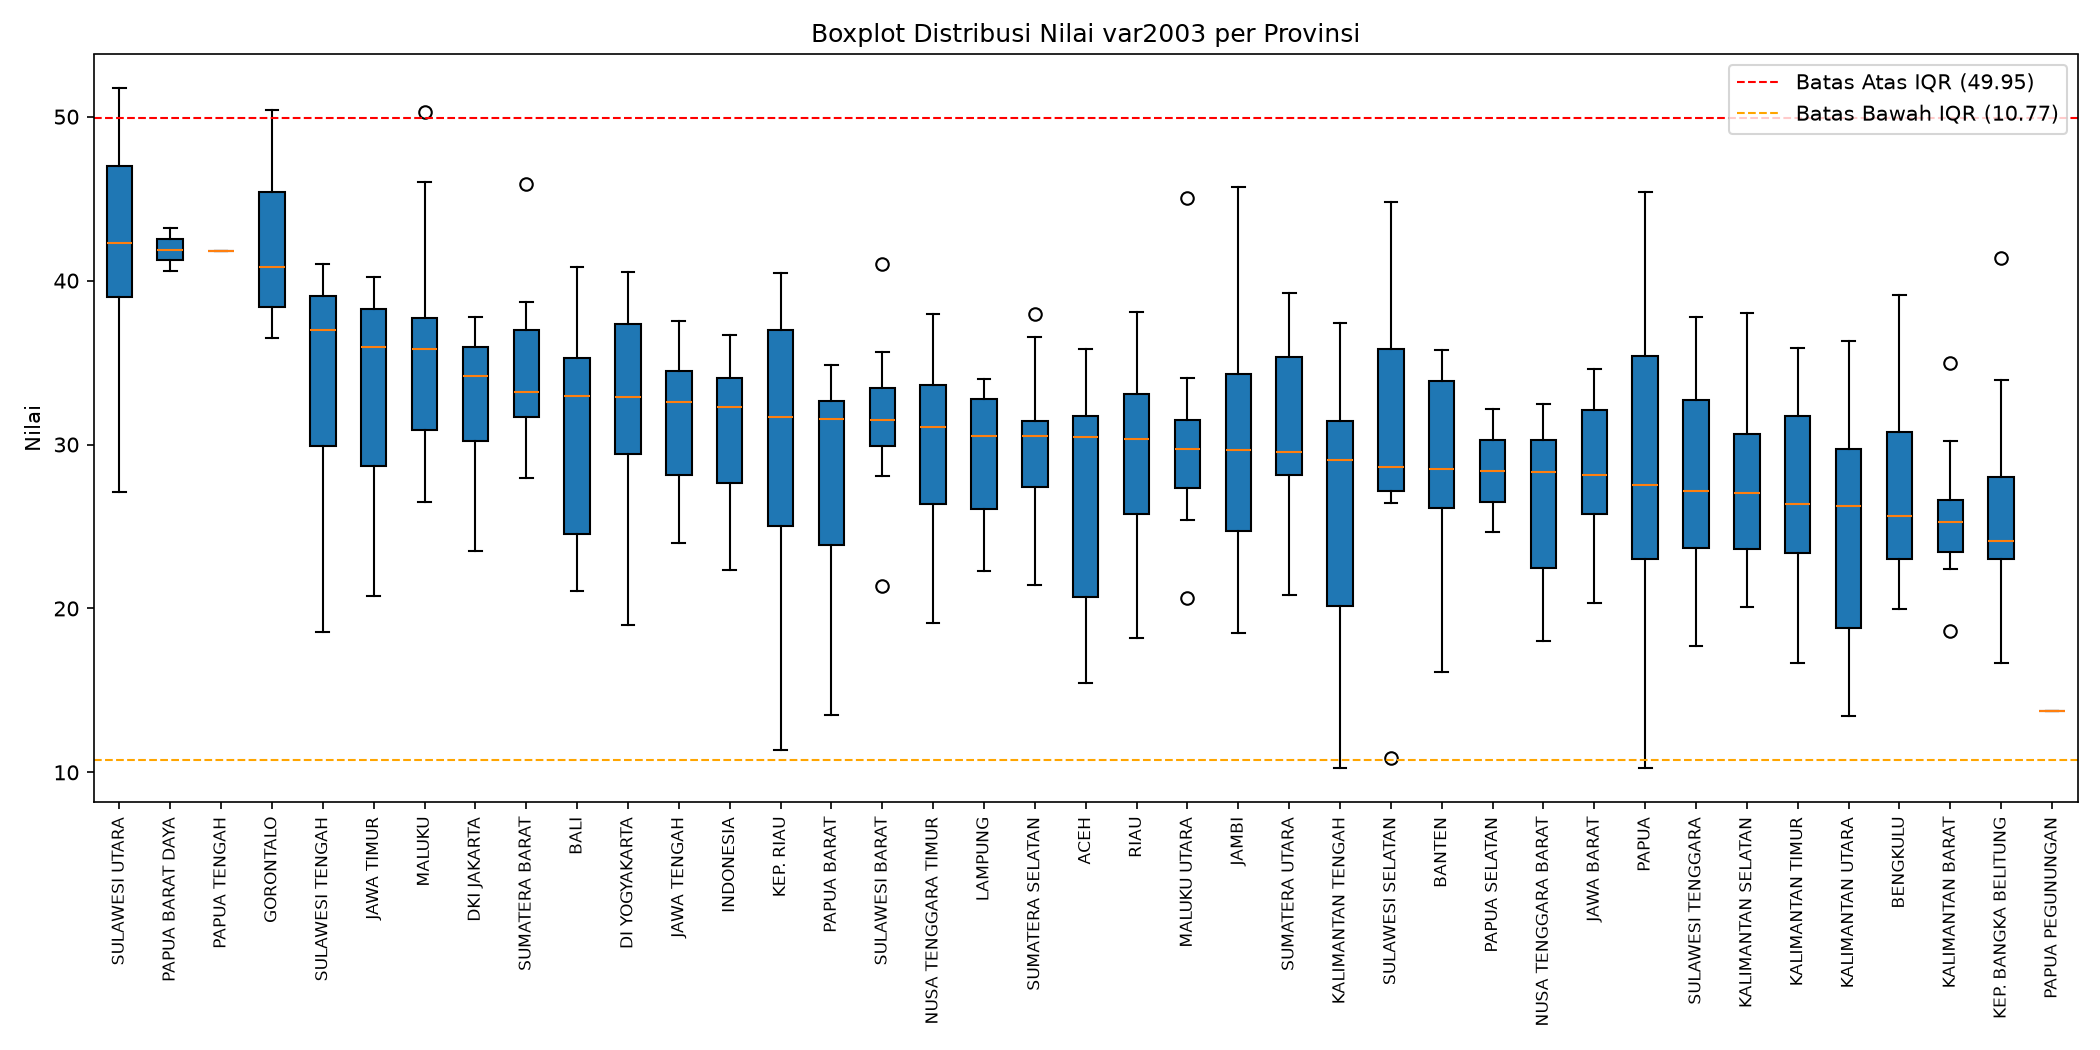 Boxplot Distribusi Nilai var2003 per Provinsi
Batas Atas IQR (49.95)
Batas Bawah IQR (10.77)
Nilai
50
40
30
20
10
SULAWESI UTARA
PAPUA BARAT DAYA
PAPUA TENGAH
GORONTALO
SULAWESI TENGAH
JAWA TIMUR
MALUKU
DKI JAKARTA
SUMATERA BARAT
BALI
DI YOGYAKARTA
JAWA TENGAH
INDONESIA
KEP. RIAU
PAPUA BARAT
SULAWESI BARAT
NUSA TENGGARA TIMUR
LAMPUNG
SUMATERA SELATAN
ACEH
RIAU
MALUKU UTARA
JAMBI
SUMATERA UTARA
KALIMANTAN TENGAH
SULAWESI SELATAN
BANTEN
PAPUA SELATAN
NUSA TENGGARA BARAT
JAWA BARAT
PAPUA
SULAWESI TENGGARA
KALIMANTAN SELATAN
KALIMANTAN TIMUR
KALIMANTAN UTARA
BENGKULU
KALIMANTAN BARAT
KEP. BANGKA BELITUNG
PAPUA PEGUNUNGAN